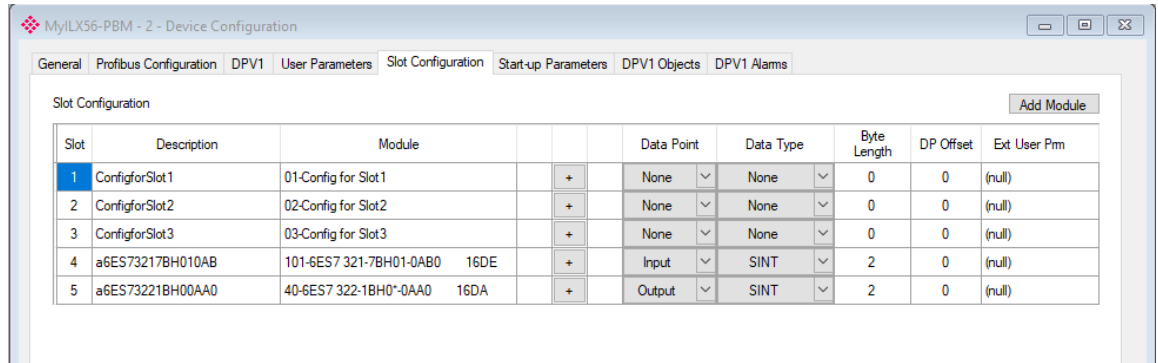 MyILX56-PBM - 2 - Device Configuration
General Profibus Configuration DPV1 User Parameters Slot Configuration Start-up Parameters DPV1 Objects DPV1 Alarms
Slot Configuration Add Module
Slot Description Module Data Point Data Type Byte Length DP Offset Ext User Prm
1 ConfigforSlot1 01-Config for Slot1 + None None 0 0 (null)
2 ConfigforSlot2 02-Config for Slot2 + None None 0 0 (null)
3 ConfigforSlot3 03-Config for Slot3 + None None 0 0 (null)
4 a6ES73217BH010AB 101-6ES7 321-7BH01-0AB0 16DE + Input SINT 2 0 (null)
5 a6ES73221BH00AA0 40-6ES7 322-1BH0*-0AA0 16DA + Output SINT 2 0 (null)